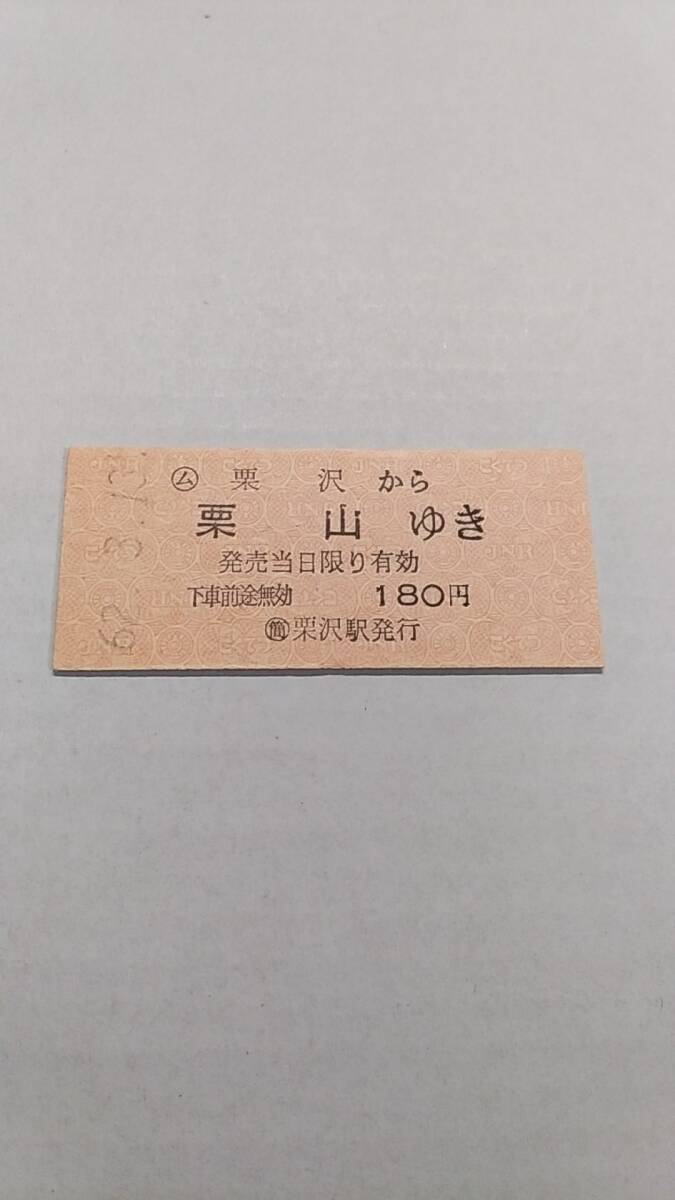 ㋰ 栗沢 から
栗山 ゆき
発売当日限り有効
下車前途無効 180円
㊂栗沢駅発行